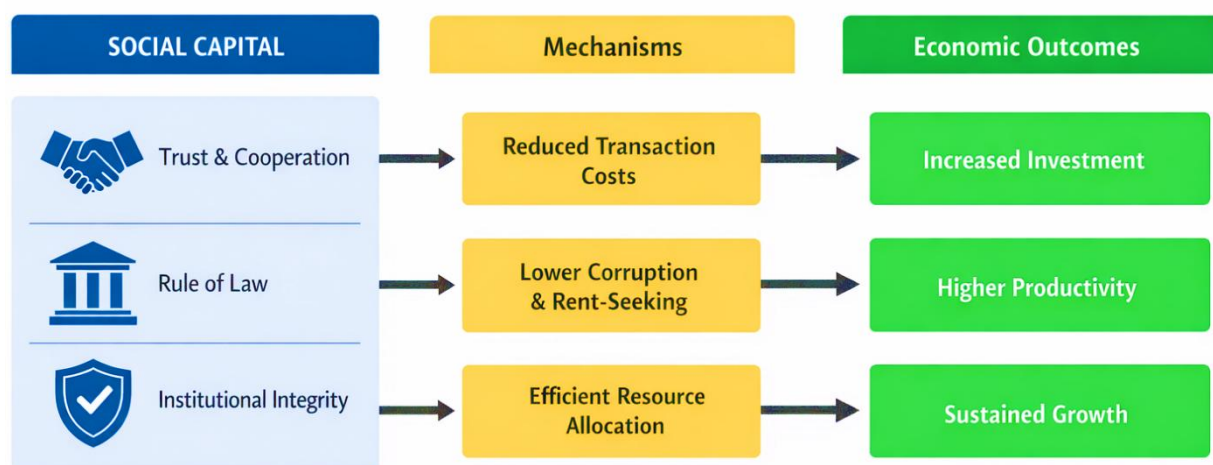 SOCIAL CAPITAL
Mechanisms
Economic Outcomes
Trust & Cooperation
Reduced Transaction
Costs
Increased Investment
Rule of Law
Lower Corruption
& Rent-Seeking
Higher Productivity
Institutional Integrity
Efficient Resource
Allocation
Sustained Growth